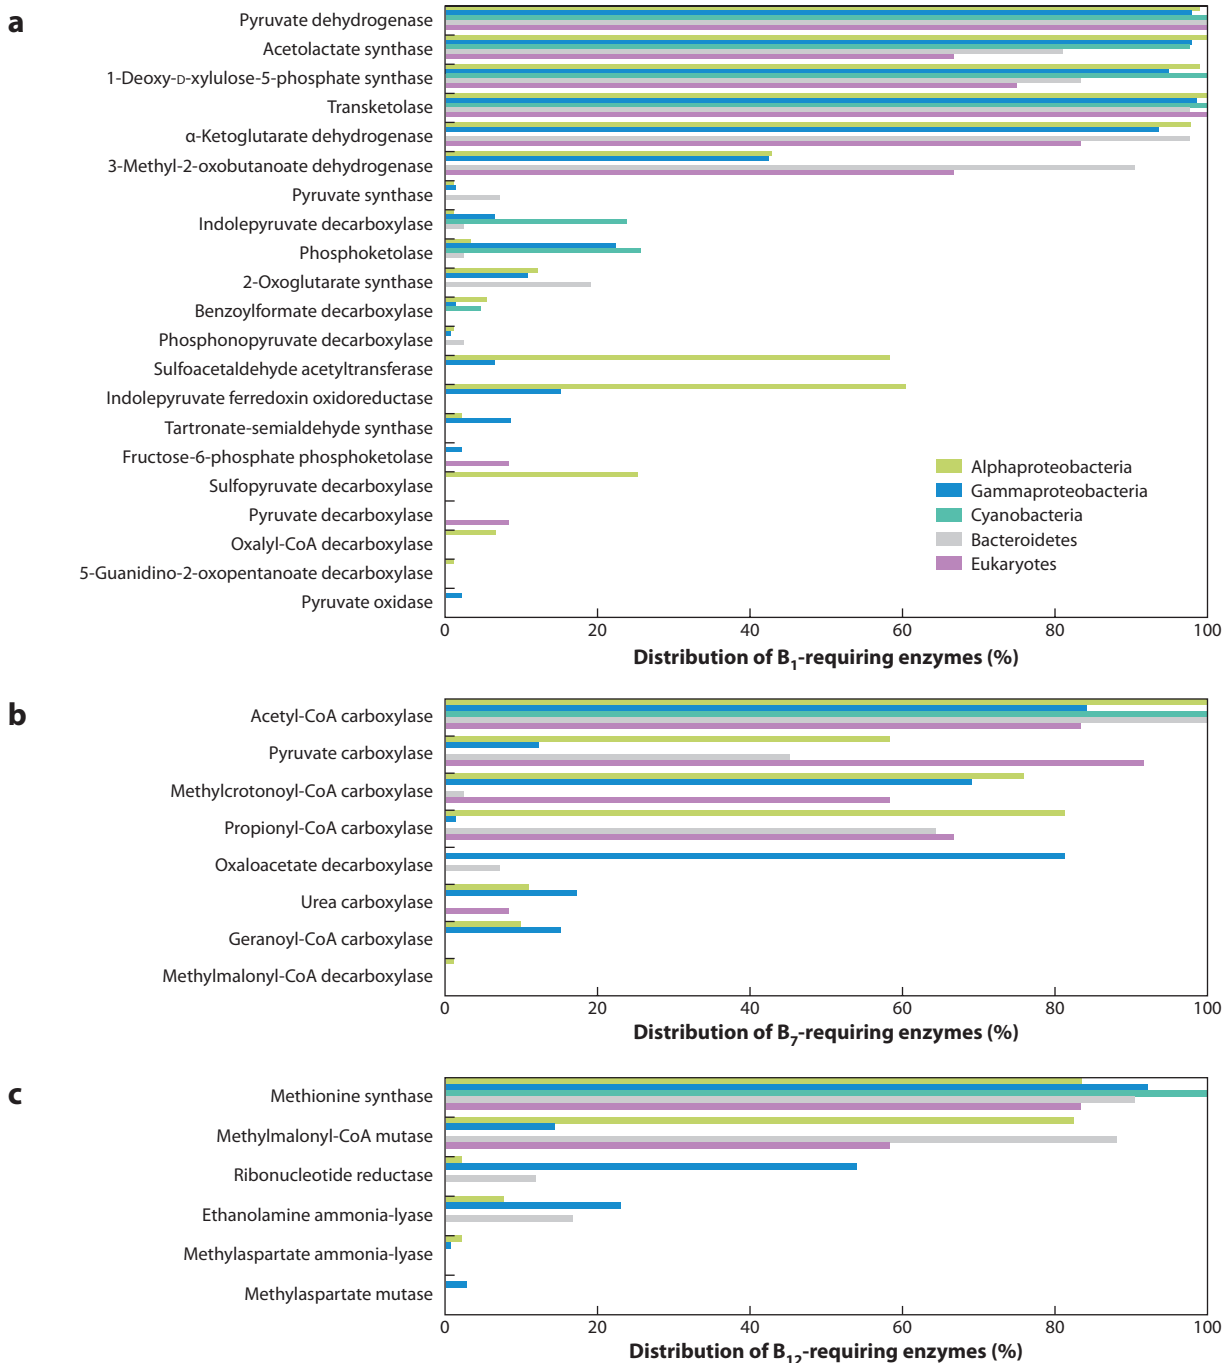 a
Pyruvate dehydrogenase
Acetolactate synthase
1-Deoxy-D-xylulose-5-phosphate synthase
Transketolase
α-Ketoglutarate dehydrogenase
3-Methyl-2-oxobutanoate dehydrogenase
Pyruvate synthase
Indolepyruvate decarboxylase
Phosphoketolase
2-Oxoglutarate synthase
Benzoylformate decarboxylase
Phosphonopyruvate decarboxylase
Sulfoacetaldehyde acetyltransferase
Indolepyruvate ferredoxin oxidoreductase
Tartronate-semialdehyde synthase
Fructose-6-phosphate phosphoketolase
Sulfopyruvate decarboxylase
Pyruvate decarboxylase
Oxalyl-CoA decarboxylase
5-Guanidino-2-oxopentanoate decarboxylase
Pyruvate oxidase
Alphaproteobacteria
Gammaproteobacteria
Cyanobacteria
Bacteroidetes
Eukaryotes
0 20 40 60 80 100
Distribution of B₁-requiring enzymes (%)
b
Acetyl-CoA carboxylase
Pyruvate carboxylase
Methylcrotonoyl-CoA carboxylase
Propionyl-CoA carboxylase
Oxaloacetate decarboxylase
Urea carboxylase
Geranoyl-CoA carboxylase
Methylmalonyl-CoA decarboxylase
0 20 40 60 80 100
Distribution of B₇-requiring enzymes (%)
c
Methionine synthase
Methylmalonyl-CoA mutase
Ribonucleotide reductase
Ethanolamine ammonia-lyase
Methylaspartate ammonia-lyase
Methylaspartate mutase
0 20 40 60 80 100
Distribution of B₁₂-requiring enzymes (%)